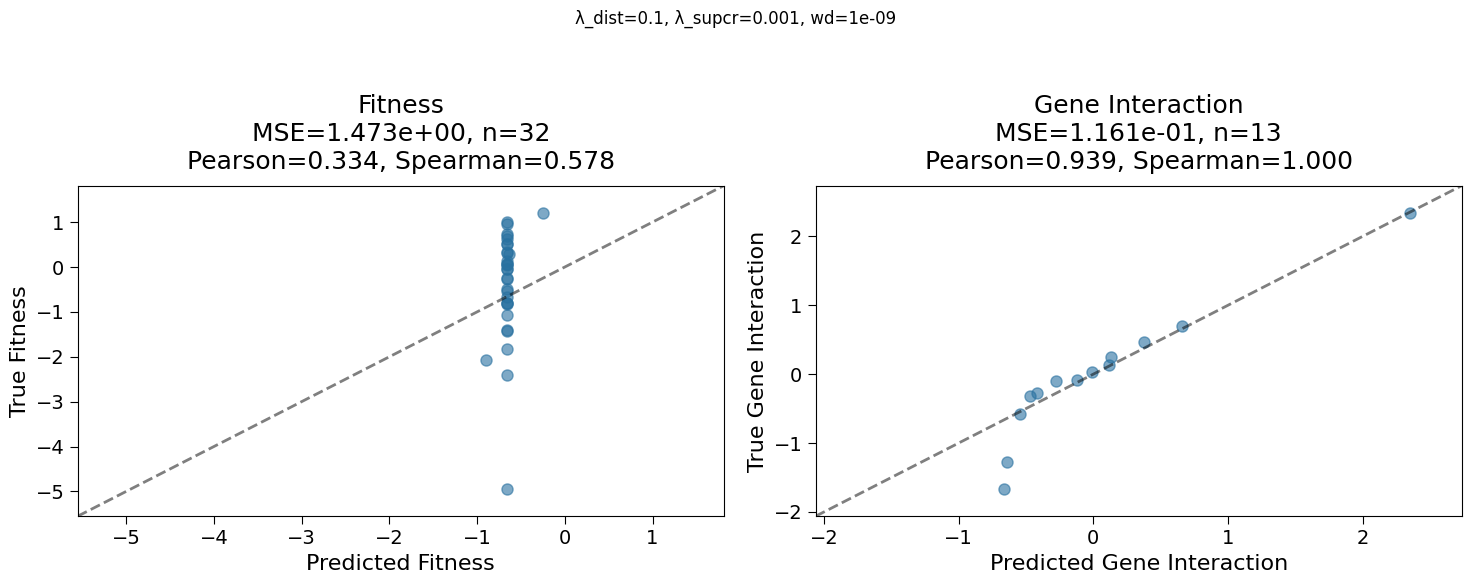 λ_dist=0.1, λ_supcr=0.001, wd=1e-09
Fitness
MSE=1.473e+00, n=32
Pearson=0.334, Spearman=0.578
True Fitness
1
0
−1
−2
−3
−4
−5
−5 −4 −3 −2 −1 0 1
Predicted Fitness
Gene Interaction
MSE=1.161e-01, n=13
Pearson=0.939, Spearman=1.000
True Gene Interaction
2
1
0
−1
−2
−2 −1 0 1 2
Predicted Gene Interaction